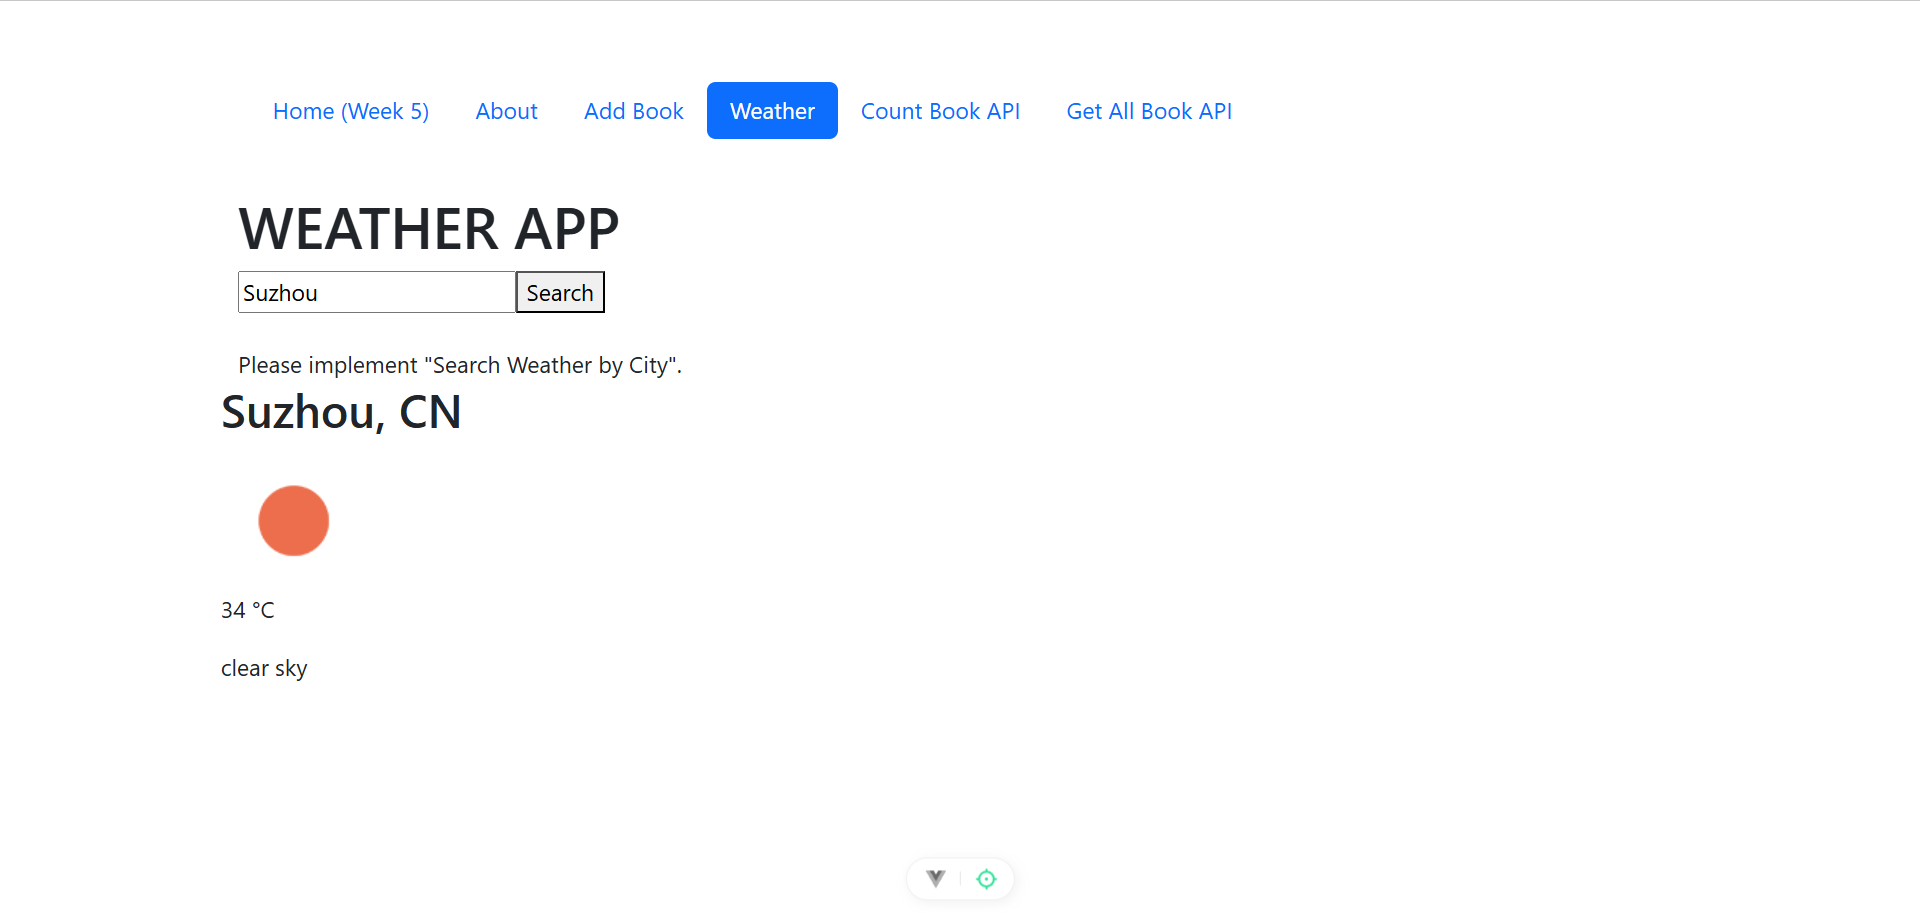 Home (Week 5) About Add Book Weather Count Book API Get All Book API
WEATHER APP
Suzhou Search
Please implement "Search Weather by City".
Suzhou, CN
34 °C
clear sky